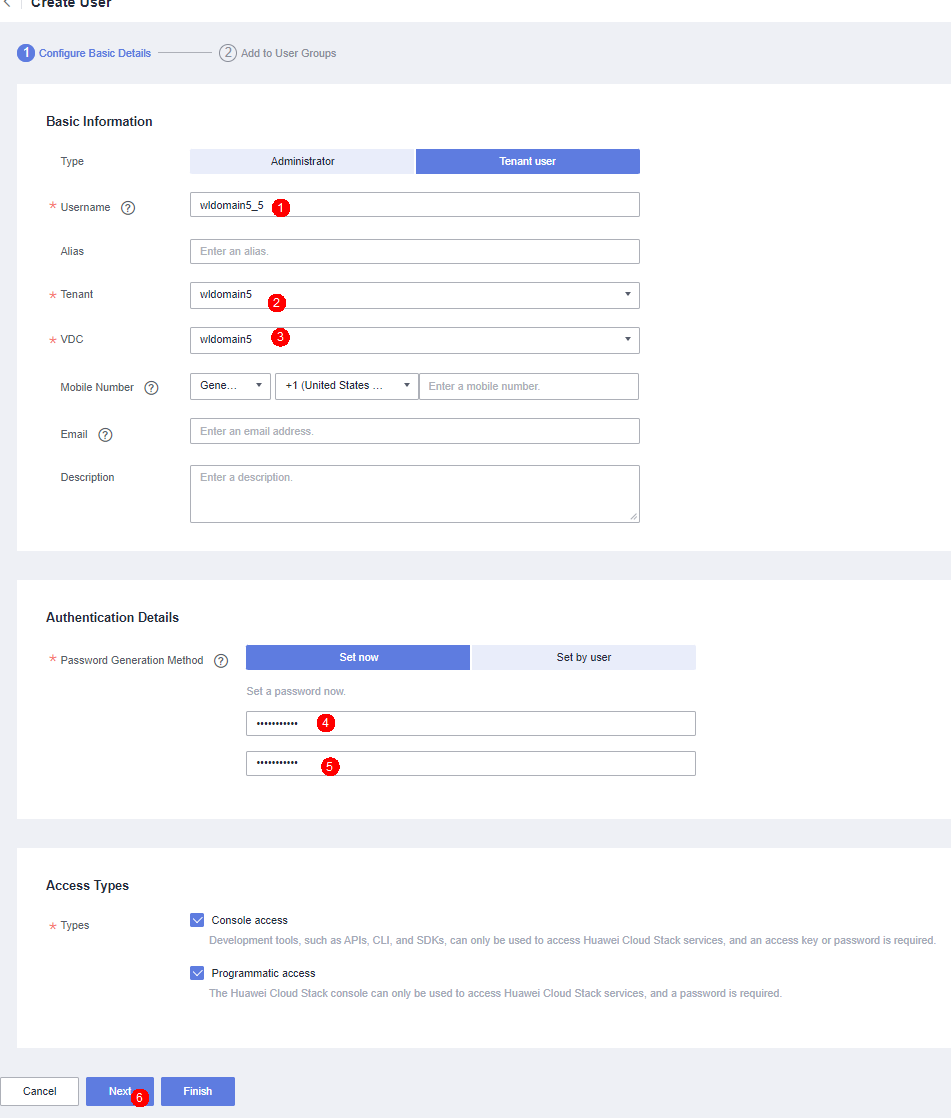 Create User
1 Configure Basic Details 2 Add to User Groups
Basic Information
Type Administrator Tenant user
* Username ? wldomain5_5 1
Alias Enter an alias.
* Tenant wldomain5 2
* VDC wldomain5 3
Mobile Number ? Gene... +1 (United States ... Enter a mobile number.
Email ? Enter an email address.
Description Enter a description.
Authentication Details
* Password Generation Method ? Set now Set by user
Set a password now.
••••••••••• 4
••••••••••• 5
Access Types
* Types Console access
Development tools, such as APIs, CLI, and SDKs, can only be used to access Huawei Cloud Stack services, and an access key or password is required.
Programmatic access
The Huawei Cloud Stack console can only be used to access Huawei Cloud Stack services, and a password is required.
Cancel Next 6 Finish